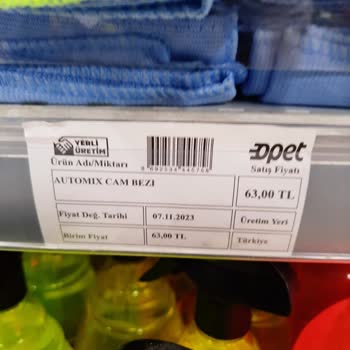 YERLİ
ÜRETİM
Ürün Adı/Miktarı
opet
Satış Fiyatı
AUTOMIX CAM BEZI
63,00 TL
Fiyat Değ. Tarihi
07.11.2023
Üretim Yeri
Birim Fiyat
63,00 TL
Türkiye